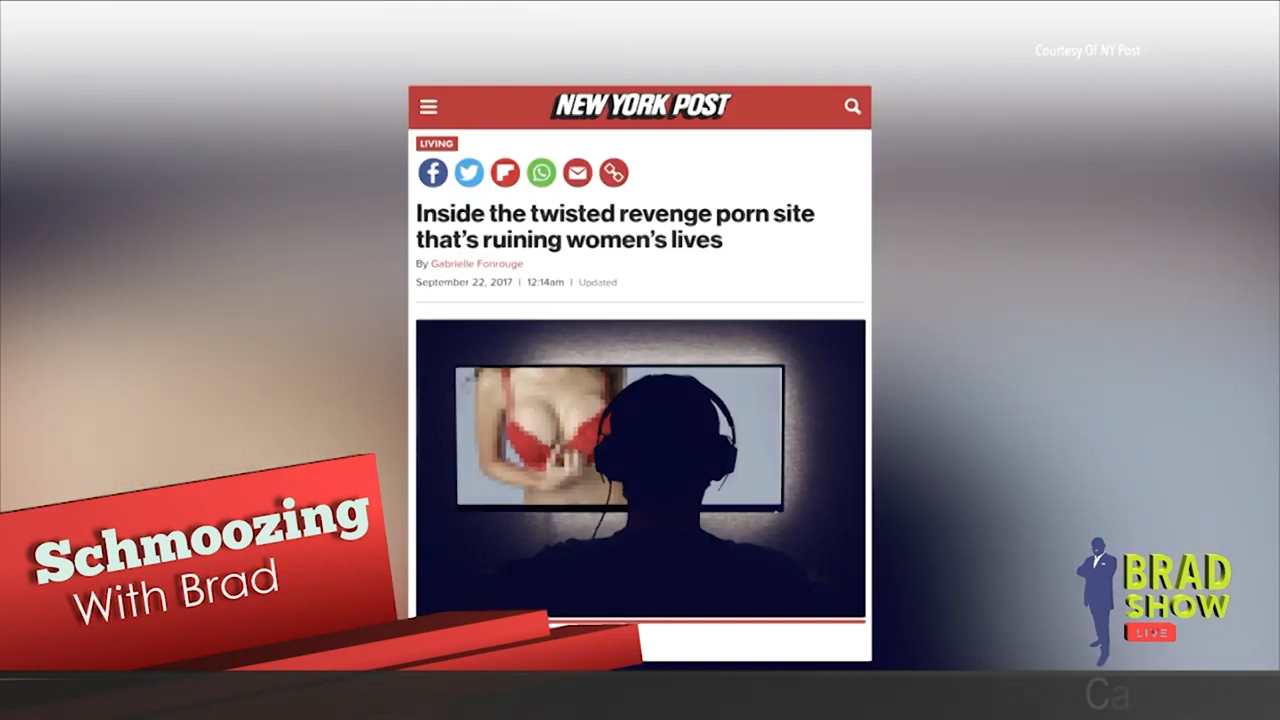 Courtesy Of NY Post
NEW YORK POST
LIVING
Inside the twisted revenge porn site
that's ruining women's lives
By Gabrielle Fonrouge
September 22, 2017 | 12:14am | Updated
Schmoozing
With Brad
BRAD
SHOW
LIVE
Ca